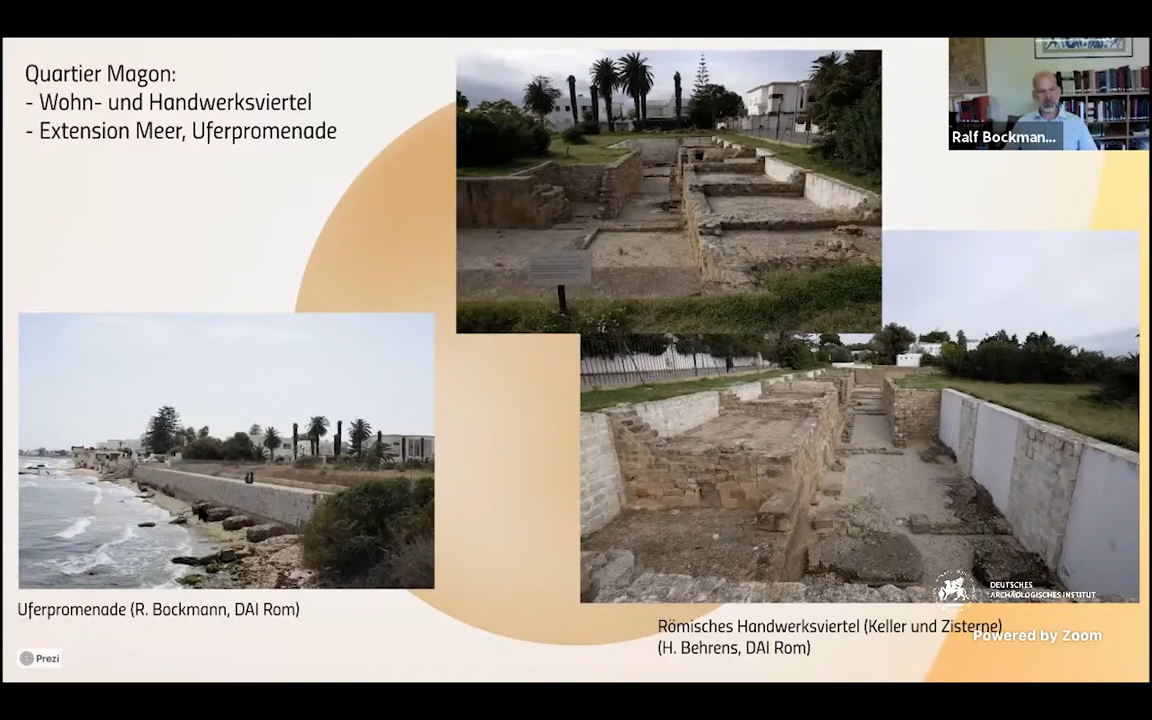 Quartier Magon:
- Wohn- und Handwerksviertel
- Extension Meer, Uferpromenade
Ralf Bockman...
Uferpromenade (R. Bockmann, DAI Rom)
Römisches Handwerksviertel (Keller und Zisterne)
(H. Behrens, DAI Rom)
DEUTSCHES
ARCHÄOLOGISCHES INSTITUT
Powered by Zoom
Prezi